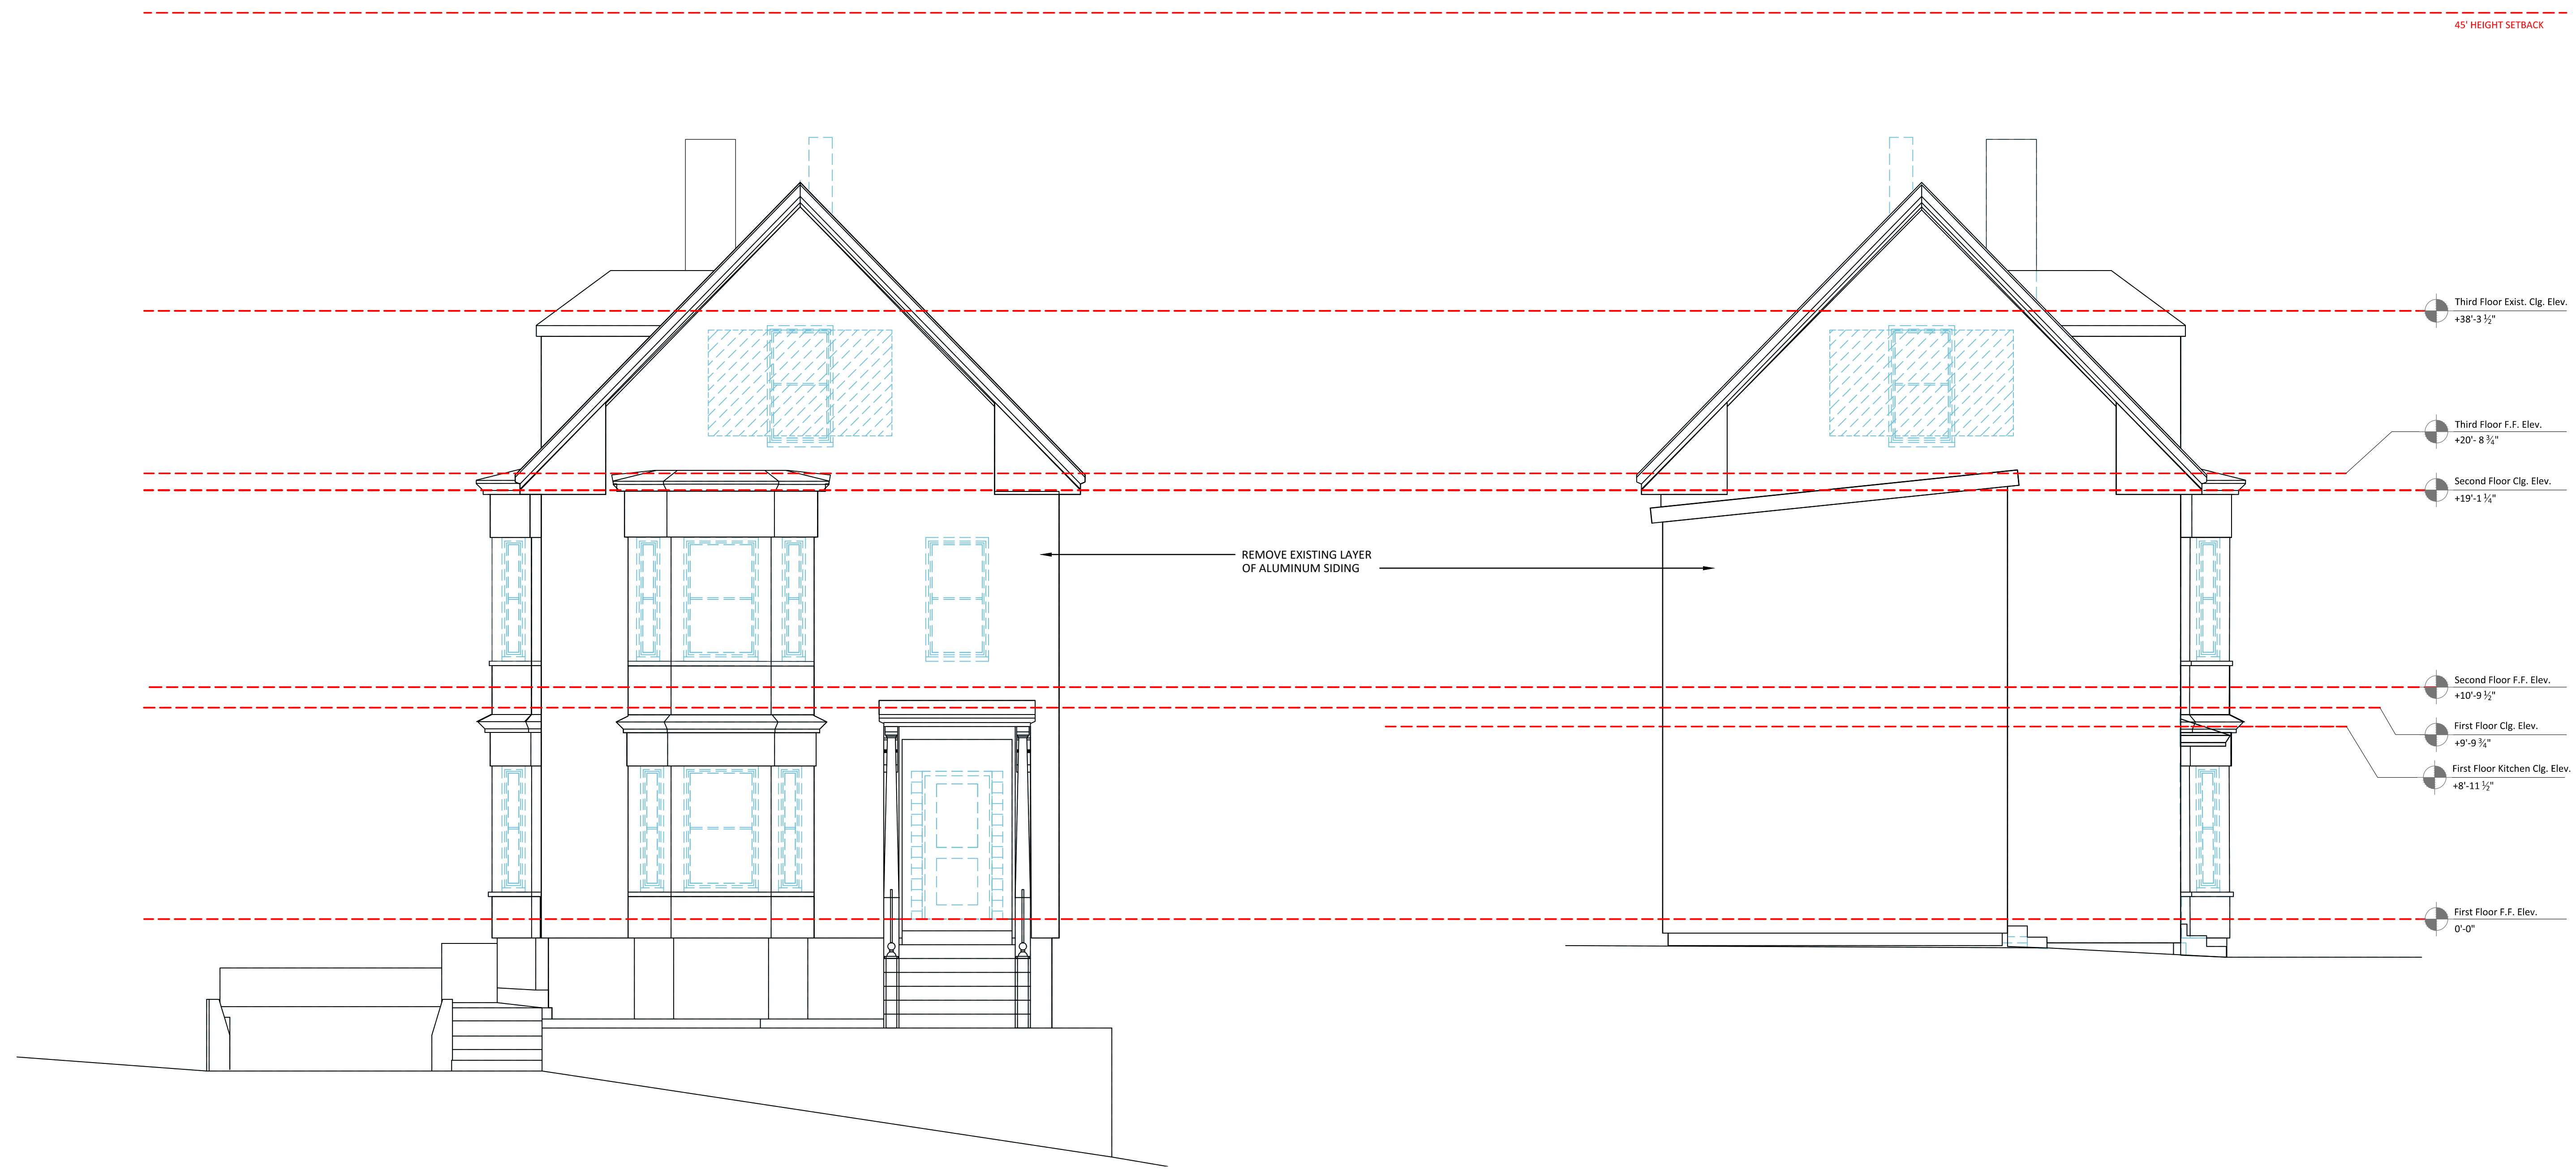 45' HEIGHT SETBACK
Third Floor Exist. Clg. Elev.
+38'-3 ½"
Third Floor F.F. Elev.
+20'- 8 ¾"
Second Floor Clg. Elev.
+19'-1 ¼"
REMOVE EXISTING LAYER
OF ALUMINUM SIDING
Second Floor F.F. Elev.
+10'-9 ½"
First Floor Clg. Elev.
+9'-9 ¾"
First Floor Kitchen Clg. Elev.
+8'-11 ½"
First Floor F.F. Elev.
0'-0"